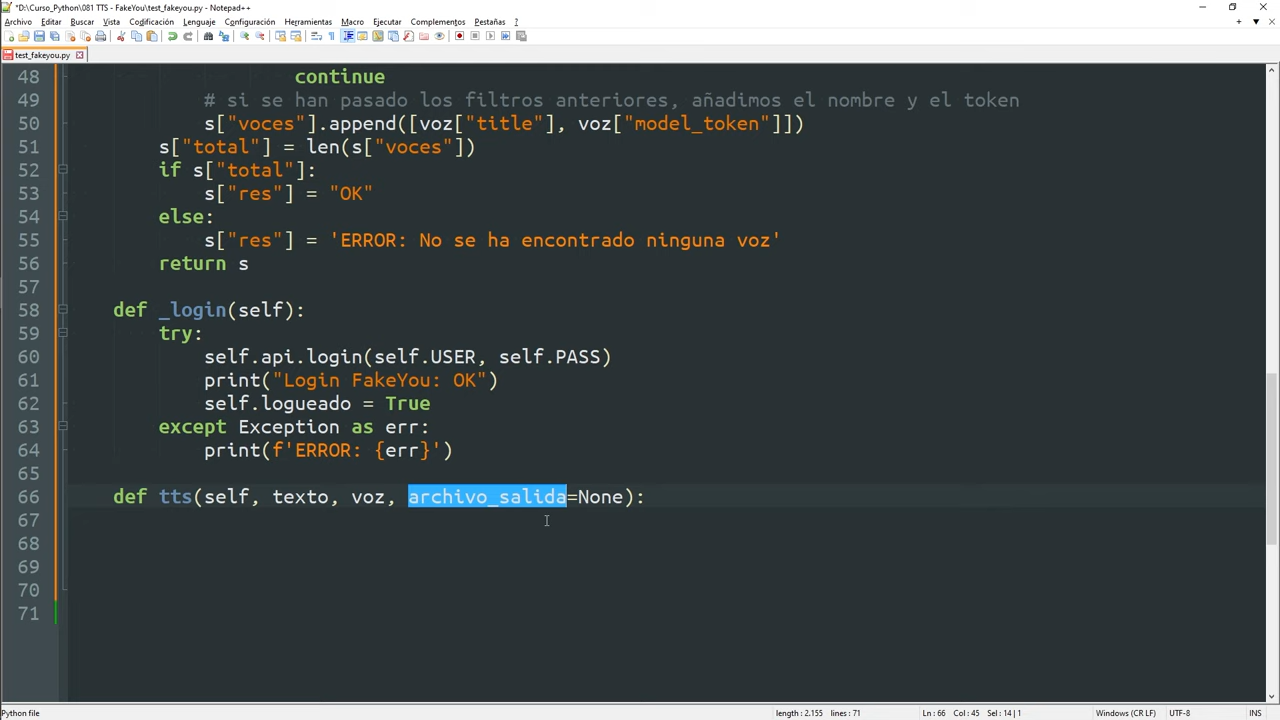 *D:\Curso_Python\081 TTS - FakeYou\test_fakeyou.py - Notepad++
Archivo Editar Buscar Vista Codificación Lenguaje Configuración Herramientas Macro Ejecutar Complementos Pestañas ?
test_fakeyou.py
48 continue
49 # si se han pasado los filtros anteriores, añadimos el nombre y el token
50 s["voces"].append([voz["title"], voz["model_token"]])
51 s["total"] = len(s["voces"])
52 if s["total"]:
53 s["res"] = "OK"
54 else:
55 s["res"] = 'ERROR: No se ha encontrado ninguna voz'
56 return s
57
58 def _login(self):
59 try:
60 self.api.login(self.USER, self.PASS)
61 print("Login FakeYou: OK")
62 self.logueado = True
63 except Exception as err:
64 print(f'ERROR: {err}')
65
66 def tts(self, texto, voz, archivo_salida=None):
67
68
69
70
71
Python file length : 2.155 lines : 71 Ln : 66 Col : 45 Sel : 14 | 1 Windows (CR LF) UTF-8 INS